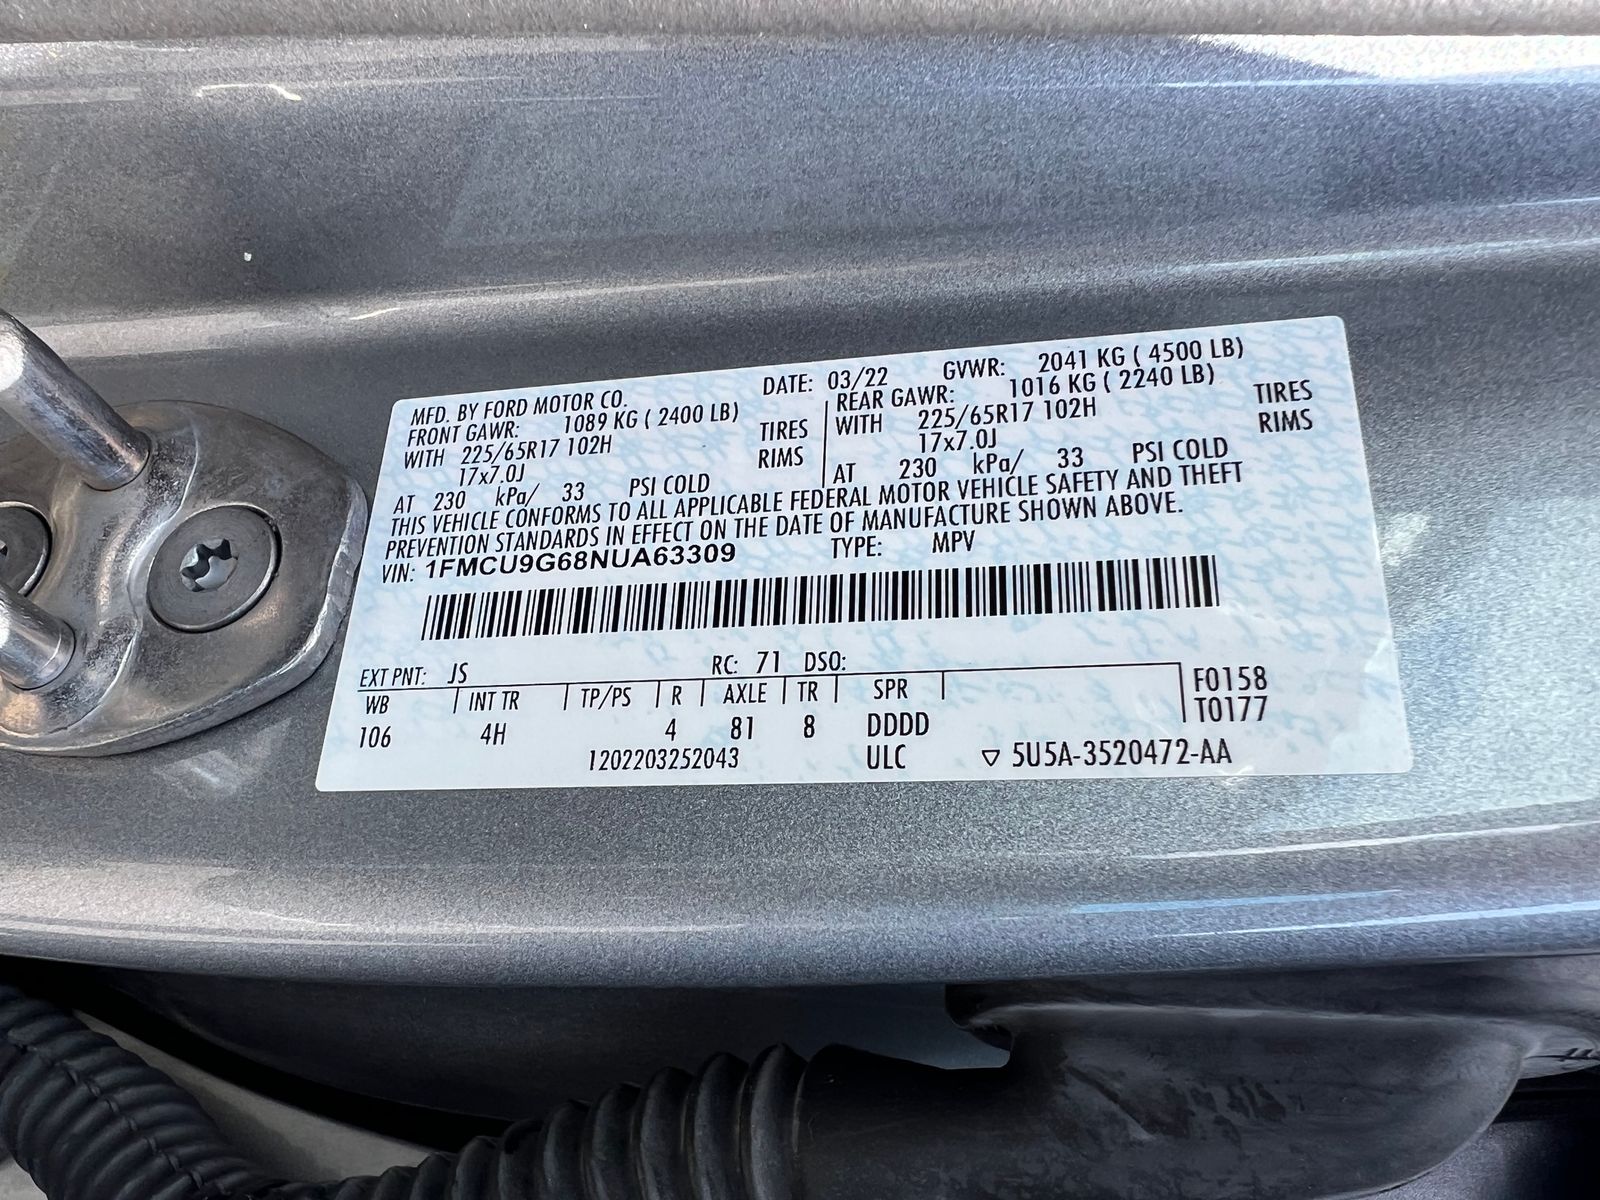 MFD. BY FORD MOTOR CO. DATE: 03/22 GVWR: 2041 KG ( 4500 LB)
FRONT GAWR: 1089 KG ( 2400 LB) REAR GAWR: 1016 KG ( 2240 LB)
WITH 225/65R17 102H TIRES WITH 225/65R17 102H TIRES
17x7.0J RIMS 17x7.0J RIMS
AT 230 kPa/ 33 PSI COLD AT 230 kPa/ 33 PSI COLD
THIS VEHICLE CONFORMS TO ALL APPLICABLE FEDERAL MOTOR VEHICLE SAFETY AND THEFT
PREVENTION STANDARDS IN EFFECT ON THE DATE OF MANUFACTURE SHOWN ABOVE.
VIN: 1FMCU9G68NUA63309 TYPE: MPV
EXT PNT: JS RC: 71 DSO:
WB INT TR TP/PS R AXLE TR SPR F0158
106 4H 4 81 8 DDDD T0177
1202203252043 ULC ▽ 5U5A-3520472-AA